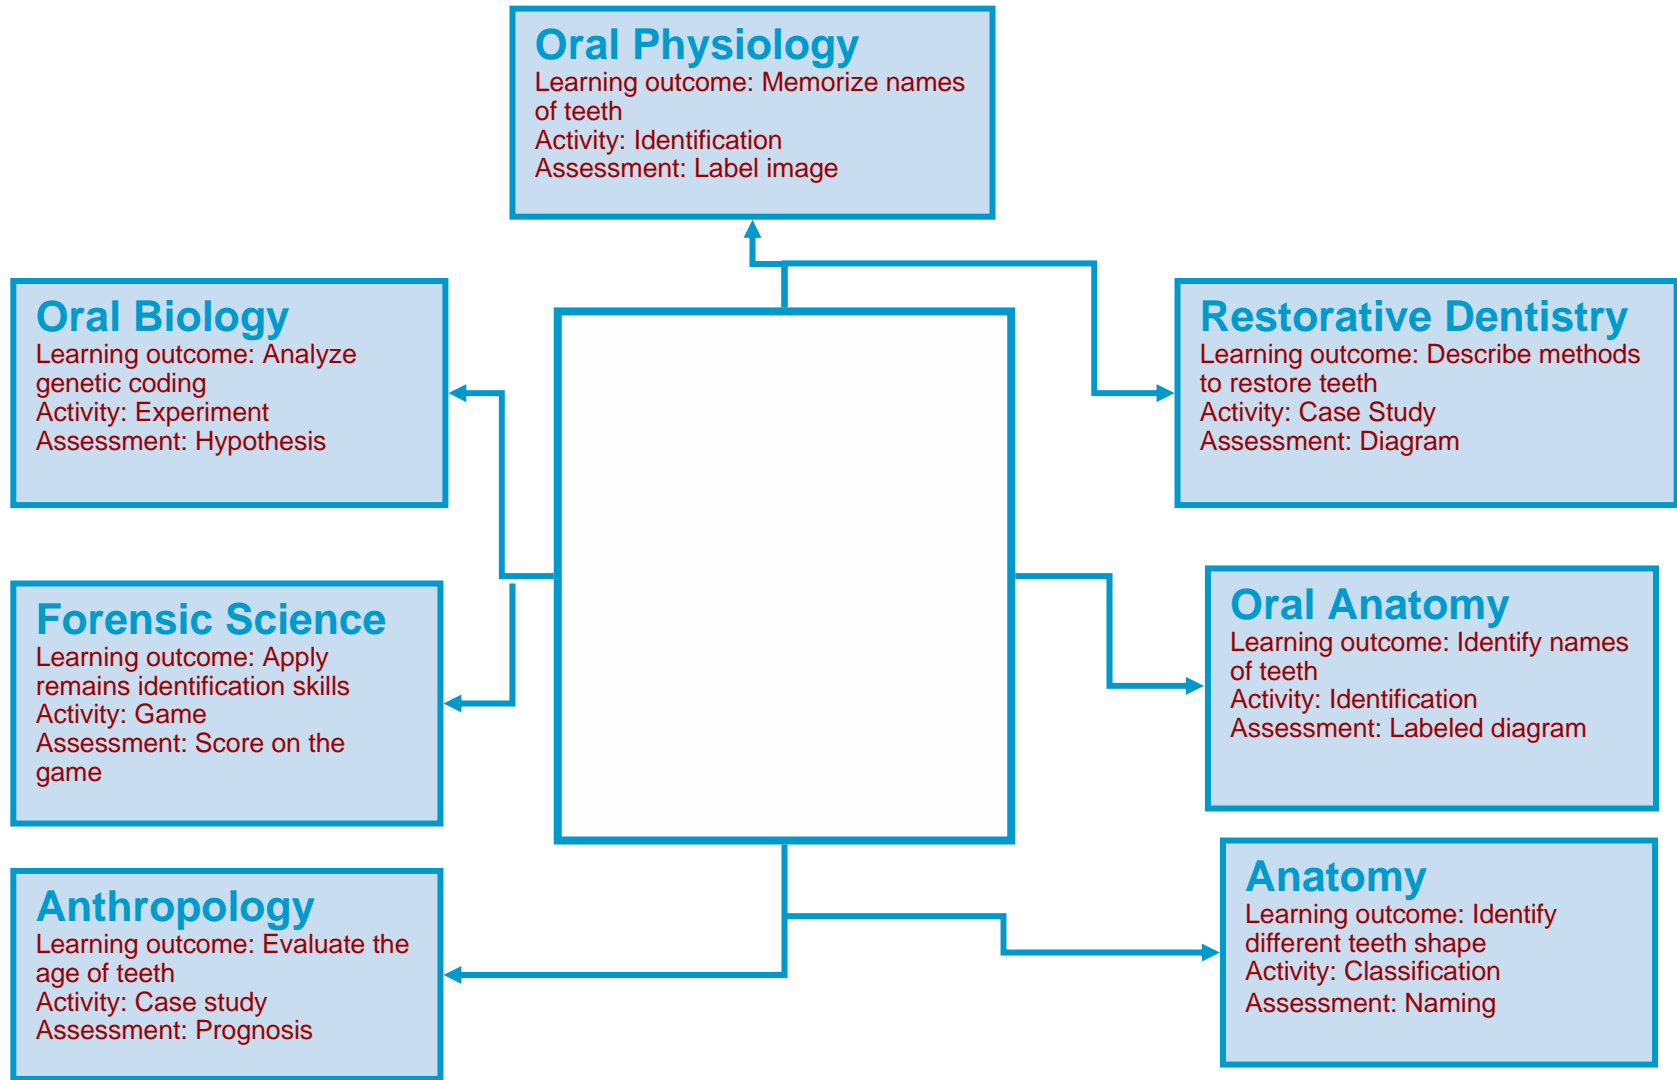 Oral Physiology
Learning outcome: Memorize names
of teeth
Activity: Identification
Assessment: Label image
Oral Biology
Learning outcome: Analyze
genetic coding
Activity: Experiment
Assessment: Hypothesis
Restorative Dentistry
Learning outcome: Describe methods
to restore teeth
Activity: Case Study
Assessment: Diagram
Forensic Science
Learning outcome: Apply
remains identification skills
Activity: Game
Assessment: Score on the
game
Oral Anatomy
Learning outcome: Identify names
of teeth
Activity: Identification
Assessment: Labeled diagram
Anthropology
Learning outcome: Evaluate the
age of teeth
Activity: Case study
Assessment: Prognosis
Anatomy
Learning outcome: Identify
different teeth shape
Activity: Classification
Assessment: Naming